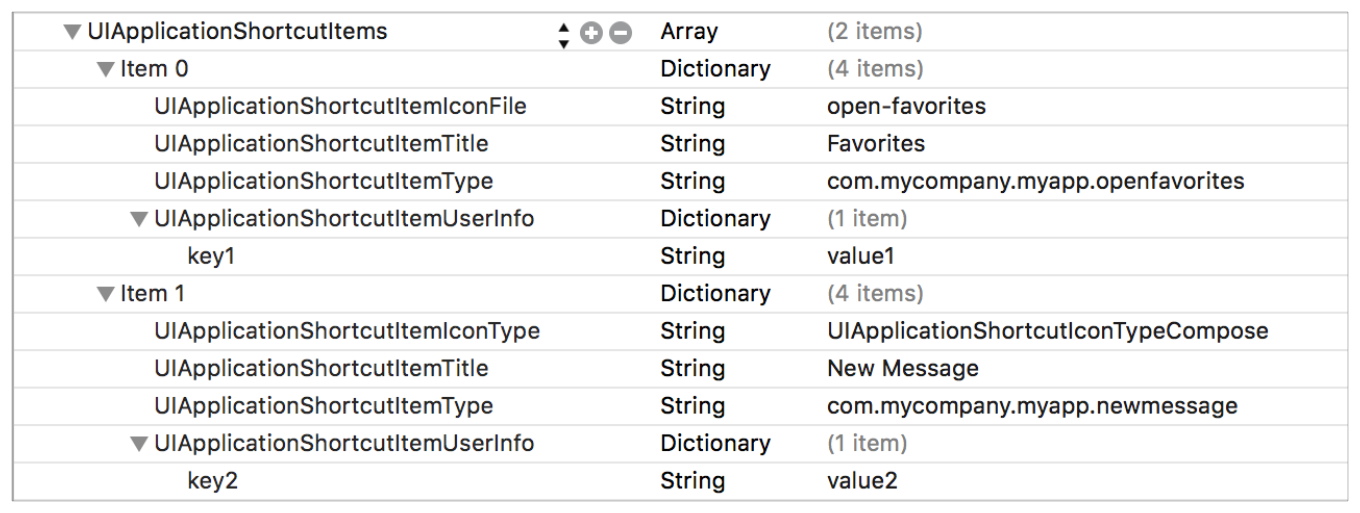 UIApplicationShortcutItems Array (2 items)
Item 0 Dictionary (4 items)
UIApplicationShortcutItemIconFile String open-favorites
UIApplicationShortcutItemTitle String Favorites
UIApplicationShortcutItemType String com.mycompany.myapp.openfavorites
UIApplicationShortcutItemUserInfo Dictionary (1 item)
key1 String value1
Item 1 Dictionary (4 items)
UIApplicationShortcutItemIconType String UIApplicationShortcutIconTypeCompose
UIApplicationShortcutItemTitle String New Message
UIApplicationShortcutItemType String com.mycompany.myapp.newmessage
UIApplicationShortcutItemUserInfo Dictionary (1 item)
key2 String value2